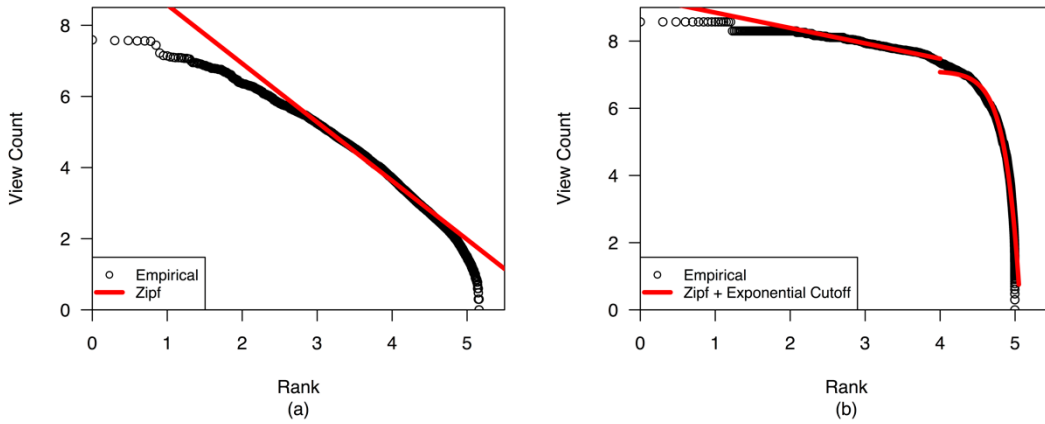 8
6
4
2
0
View Count
Empirical
Zipf
0 1 2 3 4 5
Rank
(a)
8
6
4
2
0
View Count
Empirical
Zipf + Exponential Cutoff
0 1 2 3 4 5
Rank
(b)